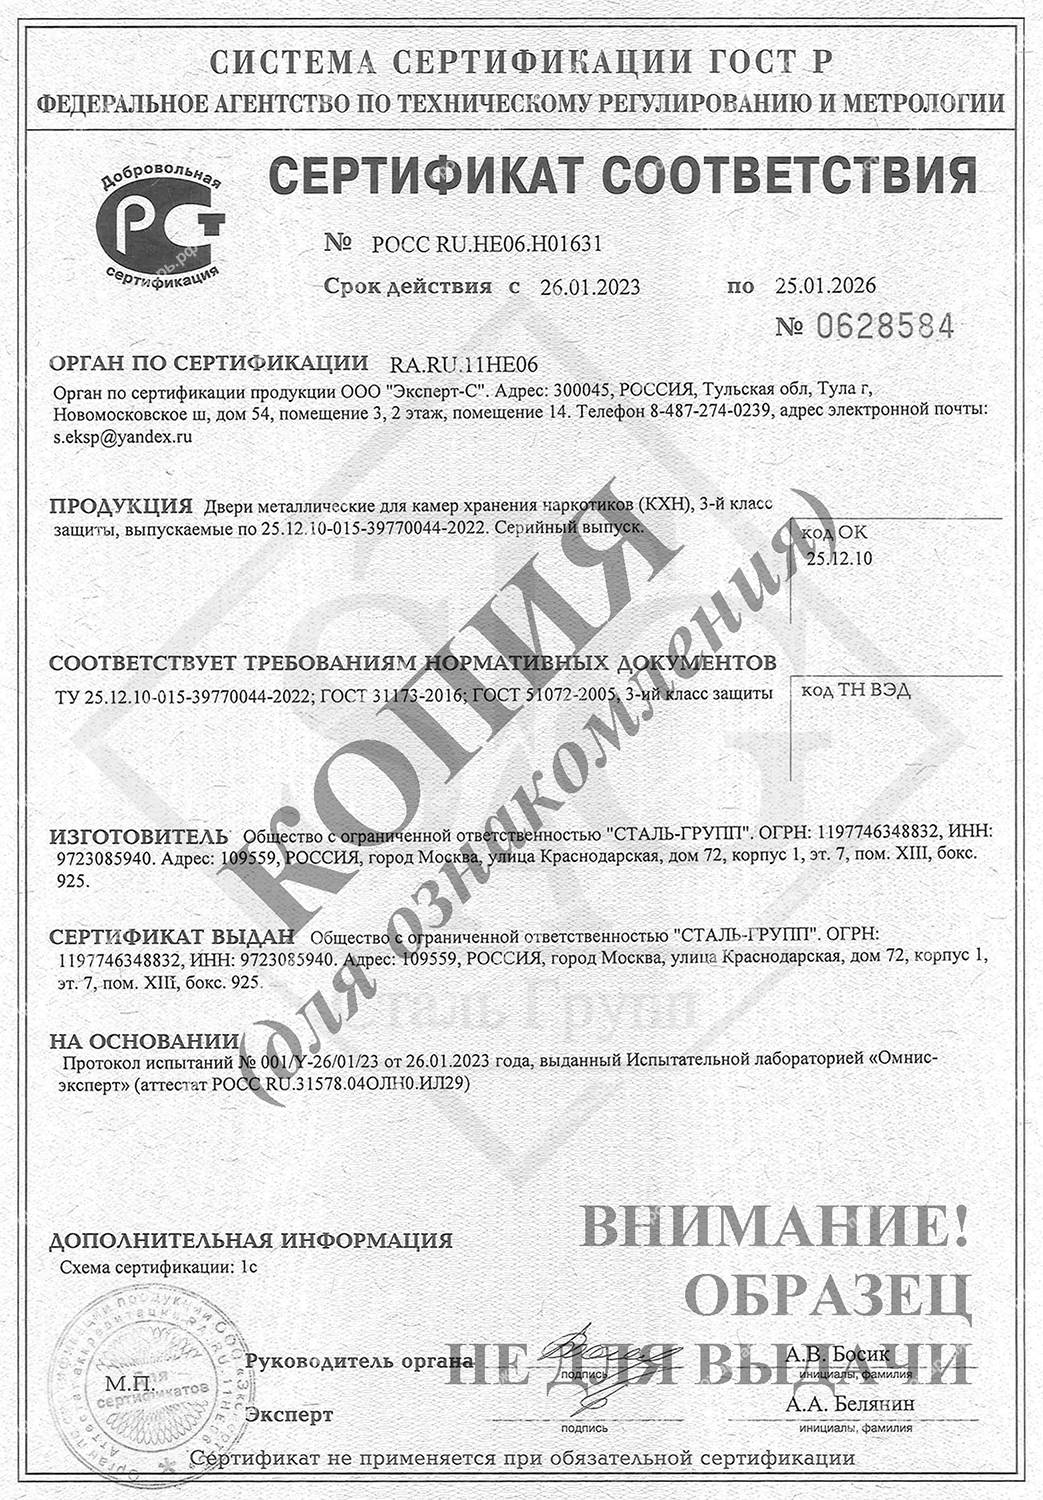 СИСТЕМА СЕРТИФИКАЦИИ ГОСТ Р
ФЕДЕРАЛЬНОЕ АГЕНТСТВО ПО ТЕХНИЧЕСКОМУ РЕГУЛИРОВАНИЮ И МЕТРОЛОГИИ
Добровольная
РСТ
сертификация
СЕРТИФИКАТ СООТВЕТСТВИЯ
№ РОСС RU.НЕ06.Н01631
Срок действия с 26.01.2023 по 25.01.2026
№ 0628584
ОРГАН ПО СЕРТИФИКАЦИИ RA.RU.11НЕ06
Орган по сертификации продукции ООО "Эксперт-С". Адрес: 300045, РОССИЯ, Тульская обл, Тула г,
Новомосковское ш, дом 54, помещение 3, 2 этаж, помещение 14. Телефон 8-487-274-0239, адрес электронной почты:
s.eksp@yandex.ru
ПРОДУКЦИЯ Двери металлические для камер хранения наркотиков (КХН), 3-й класс
защиты, выпускаемые по 25.12.10-015-39770044-2022. Серийный выпуск.
код ОК
25.12.10
СООТВЕТСТВУЕТ ТРЕБОВАНИЯМ НОРМАТИВНЫХ ДОКУМЕНТОВ
ТУ 25.12.10-015-39770044-2022; ГОСТ 31173-2016; ГОСТ 51072-2005, 3-ий класс защиты
код ТН ВЭД
КОПИЯ
(для ознакомления)
ИЗГОТОВИТЕЛЬ Общество с ограниченной ответственностью "СТАЛЬ-ГРУПП". ОГРН: 1197746348832, ИНН:
9723085940. Адрес: 109559, РОССИЯ, город Москва, улица Краснодарская, дом 72, корпус 1, эт. 7, пом. XIII, бокс.
925.
СЕРТИФИКАТ ВЫДАН Общество с ограниченной ответственностью "СТАЛЬ-ГРУПП". ОГРН:
1197746348832, ИНН: 9723085940. Адрес: 109559, РОССИЯ, город Москва, улица Краснодарская, дом 72, корпус 1,
эт. 7, пом. XIII, бокс. 925.
Сталь Групп
НА ОСНОВАНИИ
Протокол испытаний № 001/Y-26/01/23 от 26.01.2023 года, выданный Испытательной лабораторией «Омнис-
эксперт» (аттестат РОСС RU.31578.04ОЛН0.ИЛ29)
ВНИМАНИЕ!
ОБРАЗЕЦ
НЕ ДЛЯ ВЫДАЧИ
ДОПОЛНИТЕЛЬНАЯ ИНФОРМАЦИЯ
Схема сертификации: 1с
М.П.
для
сертификатов
Руководитель органа
подпись
А.В. Босик
инициалы, фамилия
Эксперт
подпись
А.А. Белянин
инициалы, фамилия
Сертификат не применяется при обязательной сертификации